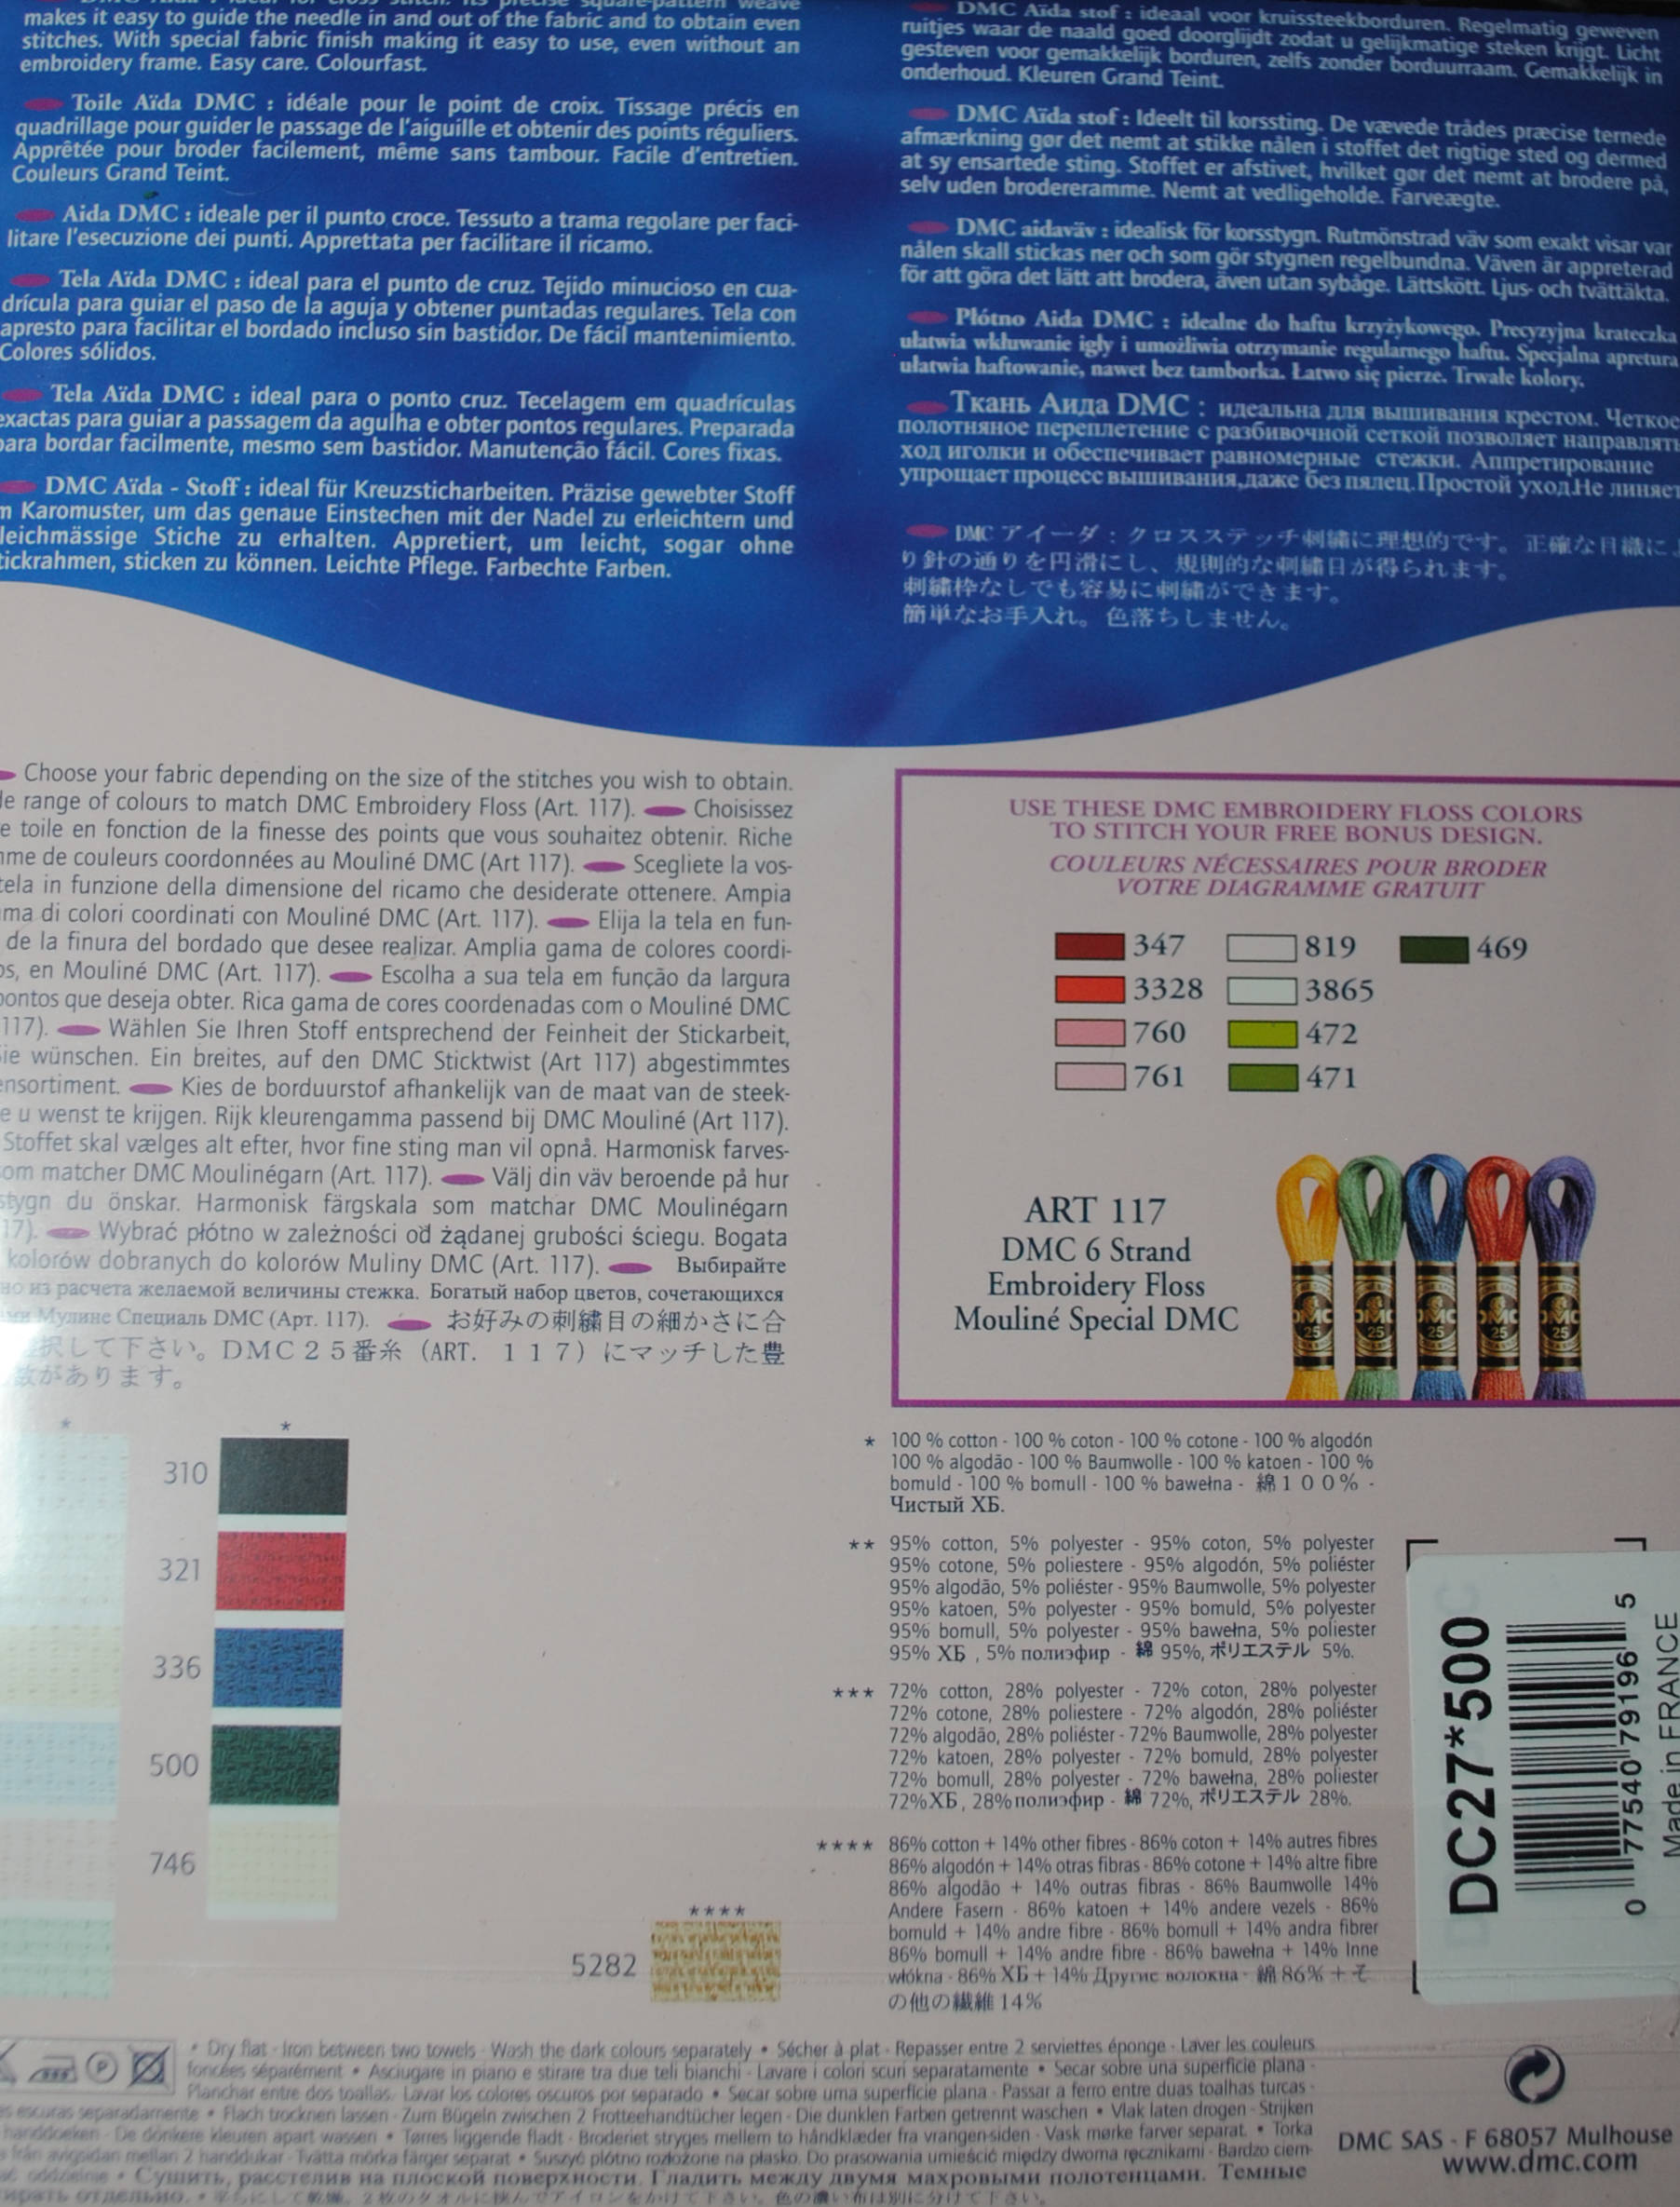 makes it easy to guide the needle in and out of the fabric and to obtain even
stitches. With special fabric finish making it easy to use, even without an
embroidery frame. Easy care. Colourfast.
Toile Aïda DMC : idéale pour le point de croix. Tissage précis en
quadrillage pour guider le passage de l'aiguille et obtenir des points réguliers.
Apprêtée pour broder facilement, même sans tambour. Facile d'entretien.
Couleurs Grand Teint.
Aida DMC : ideale per il punto croce. Tessuto a trama regolare per faci-
litare l'esecuzione dei punti. Apprettata per facilitare il ricamo.
Tela Aïda DMC : ideal para el punto de cruz. Tejido minucioso en cua-
drícula para guiar el paso de la aguja y obtener puntadas regulares. Tela con
apresto para facilitar el bordado incluso sin bastidor. De fácil mantenimiento.
Colores sólidos.
Tela Aïda DMC : ideal para o ponto cruz. Tecelagem em quadrículas
exactas para guiar a passagem da agulha e obter pontos regulares. Preparada
para bordar facilmente, mesmo sem bastidor. Manutenção fácil. Cores fixas.
DMC Aïda - Stoff : ideal für Kreuzsticharbeiten. Präzise gewebter Stoff
m Karomuster, um das genaue Einstechen mit der Nadel zu erleichtern und
leichmässige Stiche zu erhalten. Appretiert, um leicht, sogar ohne
tickrahmen, sticken zu können. Leichte Pflege. Farbechte Farben.
DMC Aïda stof : ideaal voor kruissteekborduren. Regelmatig geweven
ruitjes waar de naald goed doorglijdt zodat u gelijkmatige steken krijgt. Licht
gesteven voor gemakkelijk borduren, zelfs zonder borduurraam. Gemakkelijk in
onderhoud. Kleuren Grand Teint.
DMC Aïda stof : Ideelt til korssting. De vævede trådes præcise ternede
afmærkning gør det nemt at stikke nålen i stoffet det rigtige sted og dermed
at sy ensartede sting. Stoffet er afstivet, hvilket gør det nemt at brodere på,
selv uden brodereramme. Nemt at vedligeholde. Farveægte.
DMC aidaväv : idealisk för korsstygn. Rutmönstrad väv som exakt visar var
nålen skall stickas ner och som gör stygnen regelbundna. Väven är appreterad
för att göra det lätt att brodera, även utan sybåge. Lättskött. Ljus- och tvättäkta.
Płótno Aida DMC : idealne do haftu krzyżykowego. Precyzyjna krateczka
ułatwia wkłuwanie igły i umożliwia otrzymanie regularnego haftu. Specjalna apretura
ułatwia haftowanie, nawet bez tamborka. Łatwo się pierze. Trwałe kolory.
Ткань Аида DMC : идеальна для вышивания крестом. Четкое
полотняное переплетение с разбивочной сеткой позволяет направлять
ход иголки и обеспечивает равномерные стежки. Аппретирование
упрощает процесс вышивания,даже без пялец.Простой уход.Не линяет
DMC アイーダ : クロスステッチ刺繍に理想的です。正確な目織に
り針の通りを円滑にし、規則的な刺繍目が得られます。
刺繍枠なしでも容易に刺繍ができます。
簡単なお手入れ。色落ちしません。
Choose your fabric depending on the size of the stitches you wish to obtain.
le range of colours to match DMC Embroidery Floss (Art. 117). Choisissez
e toile en fonction de la finesse des points que vous souhaitez obtenir. Riche
mme de couleurs coordonnées au Mouliné DMC (Art 117). Scegliete la vos-
tela in funzione della dimensione del ricamo che desiderate ottenere. Ampia
ma di colori coordinati con Mouliné DMC (Art. 117). Elija la tela en fun-
de la finura del bordado que desee realizar. Amplia gama de colores coordi-
os, en Mouliné DMC (Art. 117). Escolha a sua tela em função da largura
pontos que deseja obter. Rica gama de cores coordenadas com o Mouliné DMC
117). Wählen Sie Ihren Stoff entsprechend der Feinheit der Stickarbeit,
ie wünschen. Ein breites, auf den DMC Sticktwist (Art 117) abgestimmtes
ensortiment. Kies de borduurstof afhankelijk van de maat van de steek-
e u wenst te krijgen. Rijk kleurengamma passend bij DMC Mouliné (Art 117).
Stoffet skal vælges alt efter, hvor fine sting man vil opnå. Harmonisk farves-
om matcher DMC Moulinégarn (Art. 117). Välj din väv beroende på hur
stygn du önskar. Harmonisk färgskala som matchar DMC Moulinégarn
17). Wybrać płótno w zależności od żądanej grubości ściegu. Bogata
kolorów dobranych do kolorów Muliny DMC (Art. 117). Выбирайте
но из расчета желаемой величины стежка. Богатый набор цветов, сочетающихся
ми Мулине Специаль DMC (Арт. 117). お好みの刺繍目の細かさに合
択して下さい。DMC25番糸 (ART. 117) にマッチした豊
数があります。
USE THESE DMC EMBROIDERY FLOSS COLORS
TO STITCH YOUR FREE BONUS DESIGN.
COULEURS NÉCESSAIRES POUR BRODER
VOTRE DIAGRAMME GRATUIT
347 819 469
3328 3865
760 472
761 471
ART 117
DMC 6 Strand
Embroidery Floss
Mouliné Special DMC
DMC DMC DMC DMC DMC
25 25 25 25 25
* *
310
321
336
500
746
****
5282
* 100 % cotton - 100 % coton - 100 % cotone - 100 % algodón
100 % algodão - 100 % Baumwolle - 100 % katoen - 100 %
bomuld - 100 % bomull - 100 % bawełna - 綿100% -
Чистый ХБ.
** 95% cotton, 5% polyester - 95% coton, 5% polyester
95% cotone, 5% poliestere - 95% algodón, 5% poliéster
95% algodão, 5% poliéster - 95% Baumwolle, 5% polyester
95% katoen, 5% polyester - 95% bomuld, 5% polyester
95% bomull, 5% polyester - 95% bawełna, 5% poliester
95% ХБ , 5% полиэфир - 綿 95%, ポリエステル 5%.
*** 72% cotton, 28% polyester - 72% coton, 28% polyester
72% cotone, 28% poliestere - 72% algodón, 28% poliéster
72% algodão, 28% poliéster - 72% Baumwolle, 28% polyester
72% katoen, 28% polyester - 72% bomuld, 28% polyester
72% bomull, 28% polyester - 72% bawełna, 28% poliester
72%ХБ, 28%полиэфир - 綿 72%, ポリエステル 28%.
**** 86% cotton + 14% other fibres - 86% coton + 14% autres fibres
86% algodón + 14% otras fibras - 86% cotone + 14% altre fibre
86% algodão + 14% outras fibras - 86% Baumwolle 14%
Andere Fasern - 86% katoen + 14% andere vezels - 86%
bomuld + 14% andre fibre - 86% bomull + 14% andra fibrer
86% bomull + 14% andre fibre - 86% bawełna + 14% Inne
włókna - 86% ХБ + 14% Другие волокна - 綿 86% + そ
の他の繊維 14%
DC27*500
0 77540 79196 5
Made in FRANCE
P
• Dry flat - Iron between two towels - Wash the dark colours separately • Sécher à plat - Repasser entre 2 serviettes éponge - Laver les couleurs
foncées séparément • Asciugare in piano e stirare tra due teli bianchi - Lavare i colori scuri separatamente • Secar sobre una superficie plana -
Planchar entre dos toallas. Lavar los colores oscuros por separado • Secar sobre uma superficie plana - Passar a ferro entre duas toalhas turcas -
es escuras separadamente • Flach trocknen lassen - Zum Bügeln zwischen 2 Frotteehandtücher legen - Die dunklen Farben getrennt waschen • Vlak laten drogen - Strijken
handdoeken - De donkere kleuren apart wassen • Tørres liggende fladt - Broderiet stryges mellem to håndklæder fra vrangen-siden - Vask mørke farver separat. • Torka
från avigsidan mellan 2 handdukar - Tvätta mörka färger separat • Suszyć płótno rozłożone na płasko. Do prasowania umieścić między dwoma ręcznikami - Bardzo ciem-
oddzielne • Сушить, расстелив на плоской поверхности. Гладить между двумя махровыми полотенцами. Темные
стирать отдельно. •
DMC SAS - F 68057 Mulhouse
www.dmc.com